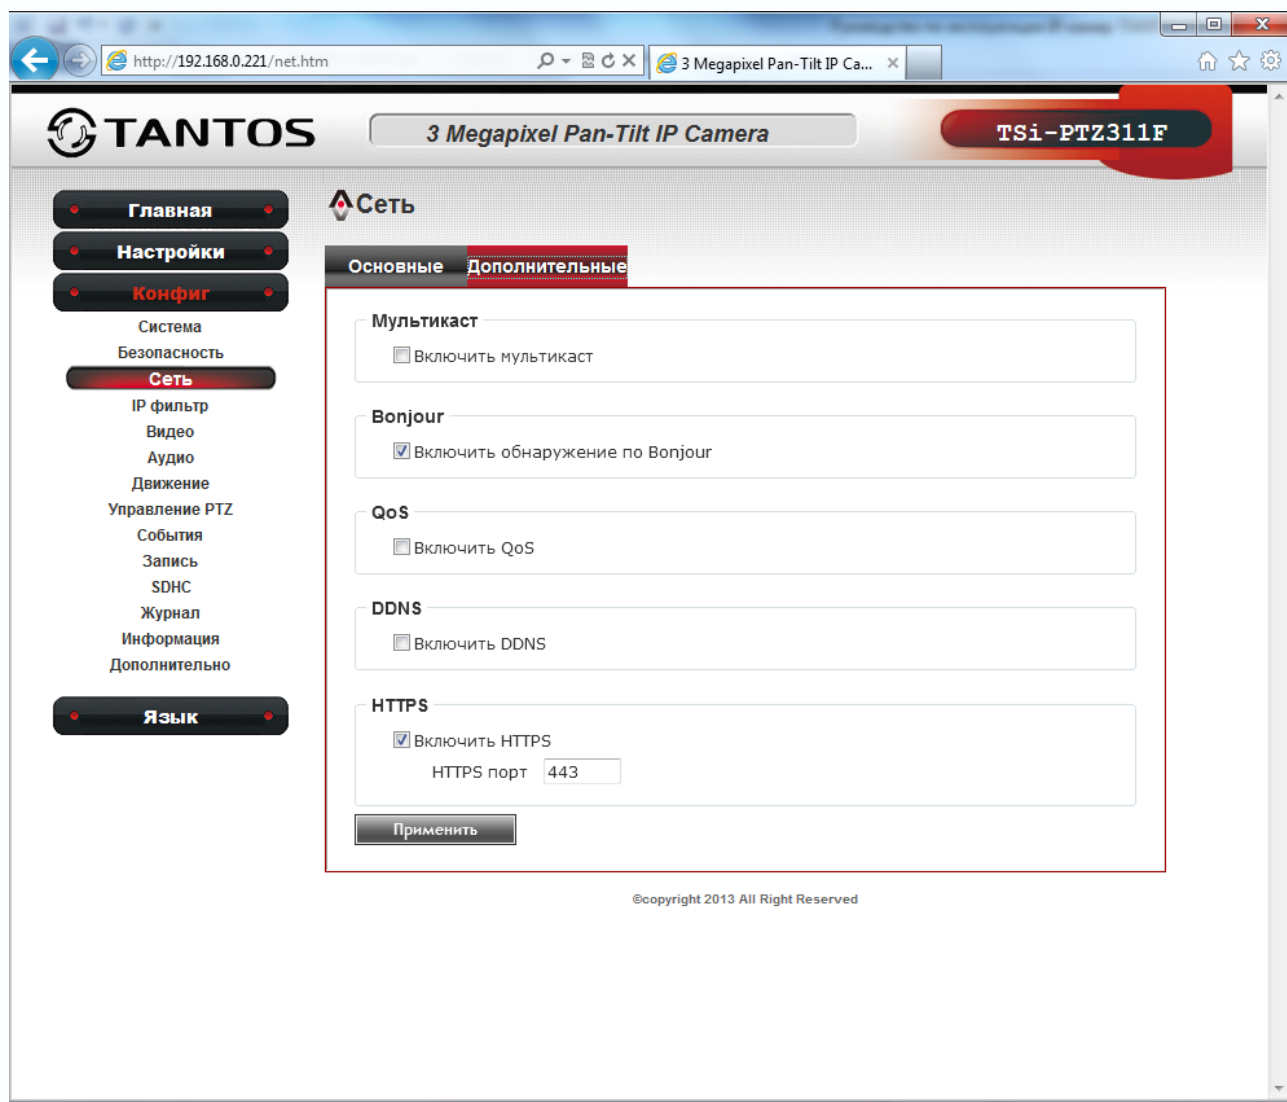 http://192.168.0.221/net.htm
3 Megapixel Pan-Tilt IP Ca...
TANTOS
3 Megapixel Pan-Tilt IP Camera
TSi-PTZ311F
Главная
Настройки
Конфиг
Система
Безопасность
Сеть
IP фильтр
Видео
Аудио
Движение
Управление PTZ
События
Запись
SDHC
Журнал
Информация
Дополнительно
Язык
Сеть
Основные
Дополнительные
Мультикаст
Включить мультикаст
Bonjour
Включить обнаружение по Bonjour
QoS
Включить QoS
DDNS
Включить DDNS
HTTPS
Включить HTTPS
HTTPS порт 443
Применить
©copyright 2013 All Right Reserved